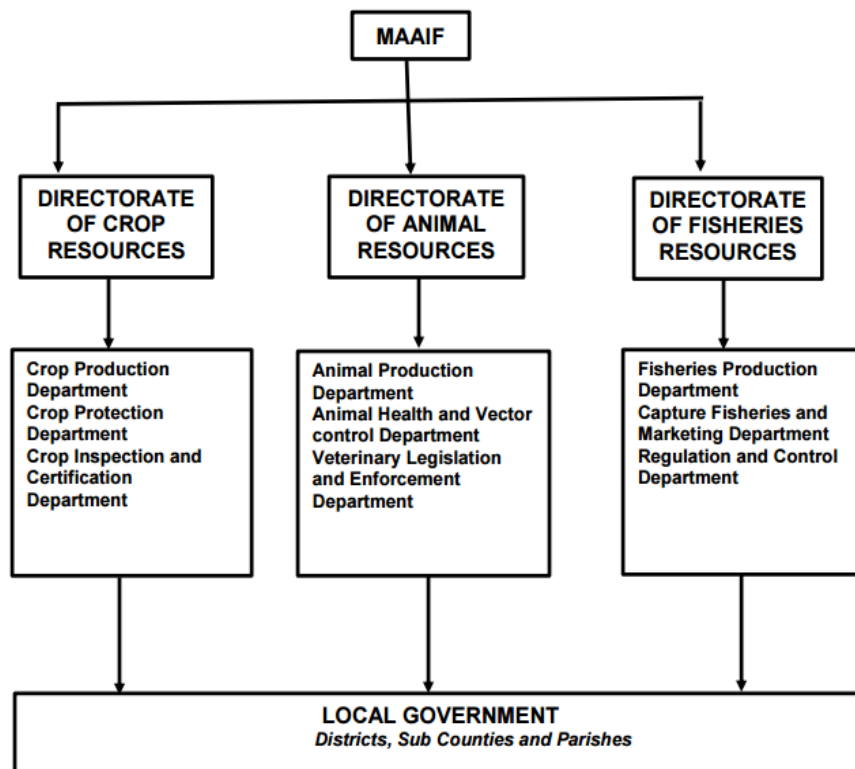 MAAIF
DIRECTORATE
OF CROP
RESOURCES
DIRECTORATE
OF ANIMAL
RESOURCES
DIRECTORATE
OF FISHERIES
RESOURCES
Crop Production
Department
Crop Protection
Department
Crop Inspection and
Certification
Department
Animal Production
Department
Animal Health and Vector
control Department
Veterinary Legislation
and Enforcement
Department
Fisheries Production
Department
Capture Fisheries and
Marketing Department
Regulation and Control
Department
LOCAL GOVERNMENT
Districts, Sub Counties and Parishes